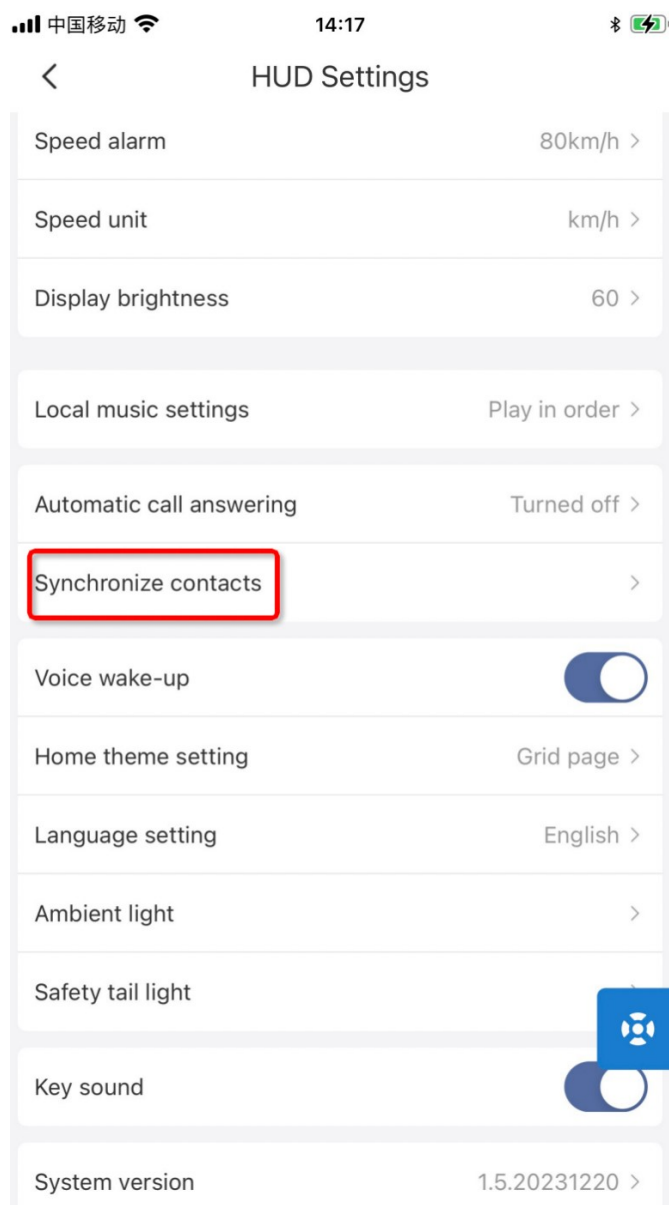 中国移动 14:17
HUD Settings
Speed alarm 80km/h >
Speed unit km/h >
Display brightness 60 >
Local music settings Play in order >
Automatic call answering Turned off >
Synchronize contacts >
Voice wake-up
Home theme setting Grid page >
Language setting English >
Ambient light >
Safety tail light
Key sound
System version 1.5.20231220 >